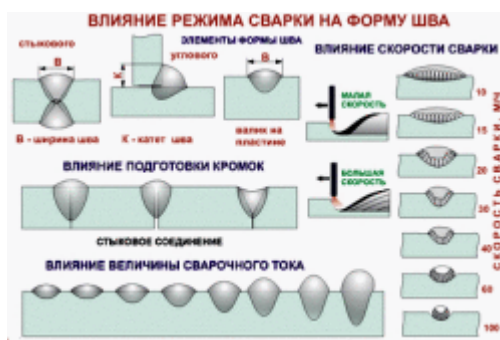 ВЛИЯНИЕ РЕЖИМА СВАРКИ НА ФОРМУ ШВА
СТЫКОВОГО
ЭЛЕМЕНТЫ ФОРМЫ ШВА
УГЛОВОГО
B
K
B
В - ширина шва
К - катет шва
валик на
пластине
ВЛИЯНИЕ СКОРОСТИ СВАРКИ
МАЛАЯ
СКОРОСТЬ
БОЛЬШАЯ
СКОРОСТЬ
10
15
20
30
40
60
100
СКОРОСТЬ СВАРКИ, М/Ч
ВЛИЯНИЕ ПОДГОТОВКИ КРОМОК
СТЫКОВОЕ СОЕДИНЕНИЕ
ВЛИЯНИЕ ВЕЛИЧИНЫ СВАРОЧНОГО ТОКА